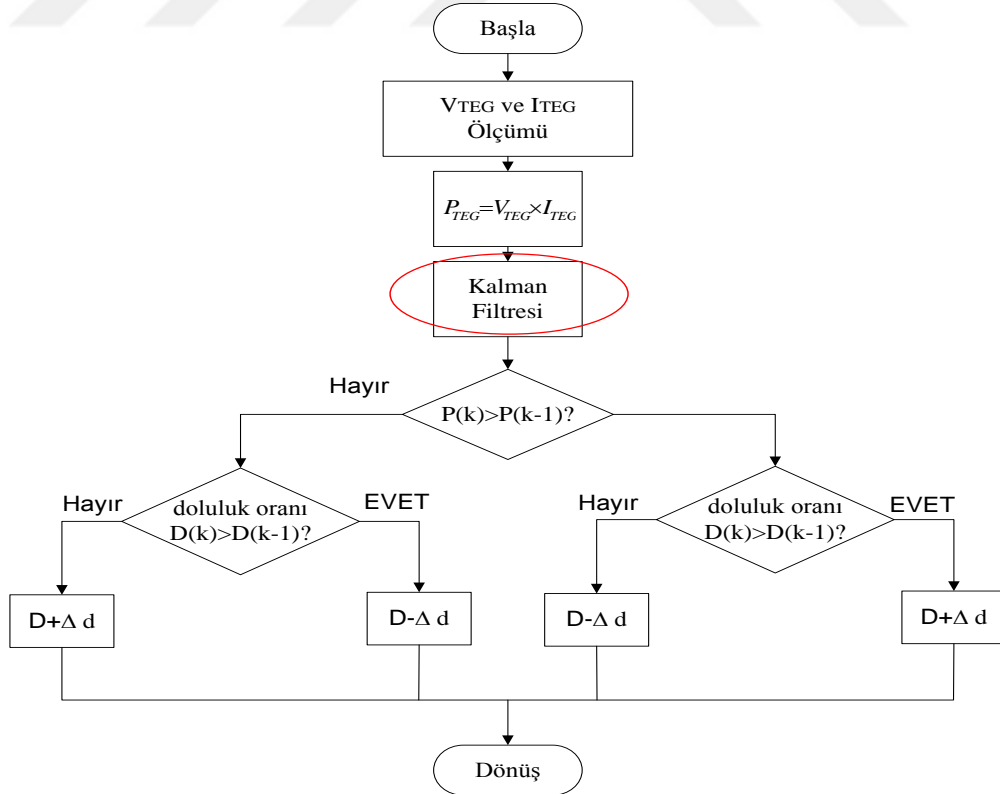 Başla
VTEG ve ITEG
Ölçümü
PTEG=VTEG×ITEG
Kalman
Filtresi
Hayır
P(k)>P(k-1)?
Hayır
doluluk oranı
D(k)>D(k-1)?
EVET
Hayır
doluluk oranı
D(k)>D(k-1)?
EVET
D+Δ d
D-Δ d
D-Δ d
D+Δ d
Dönüş